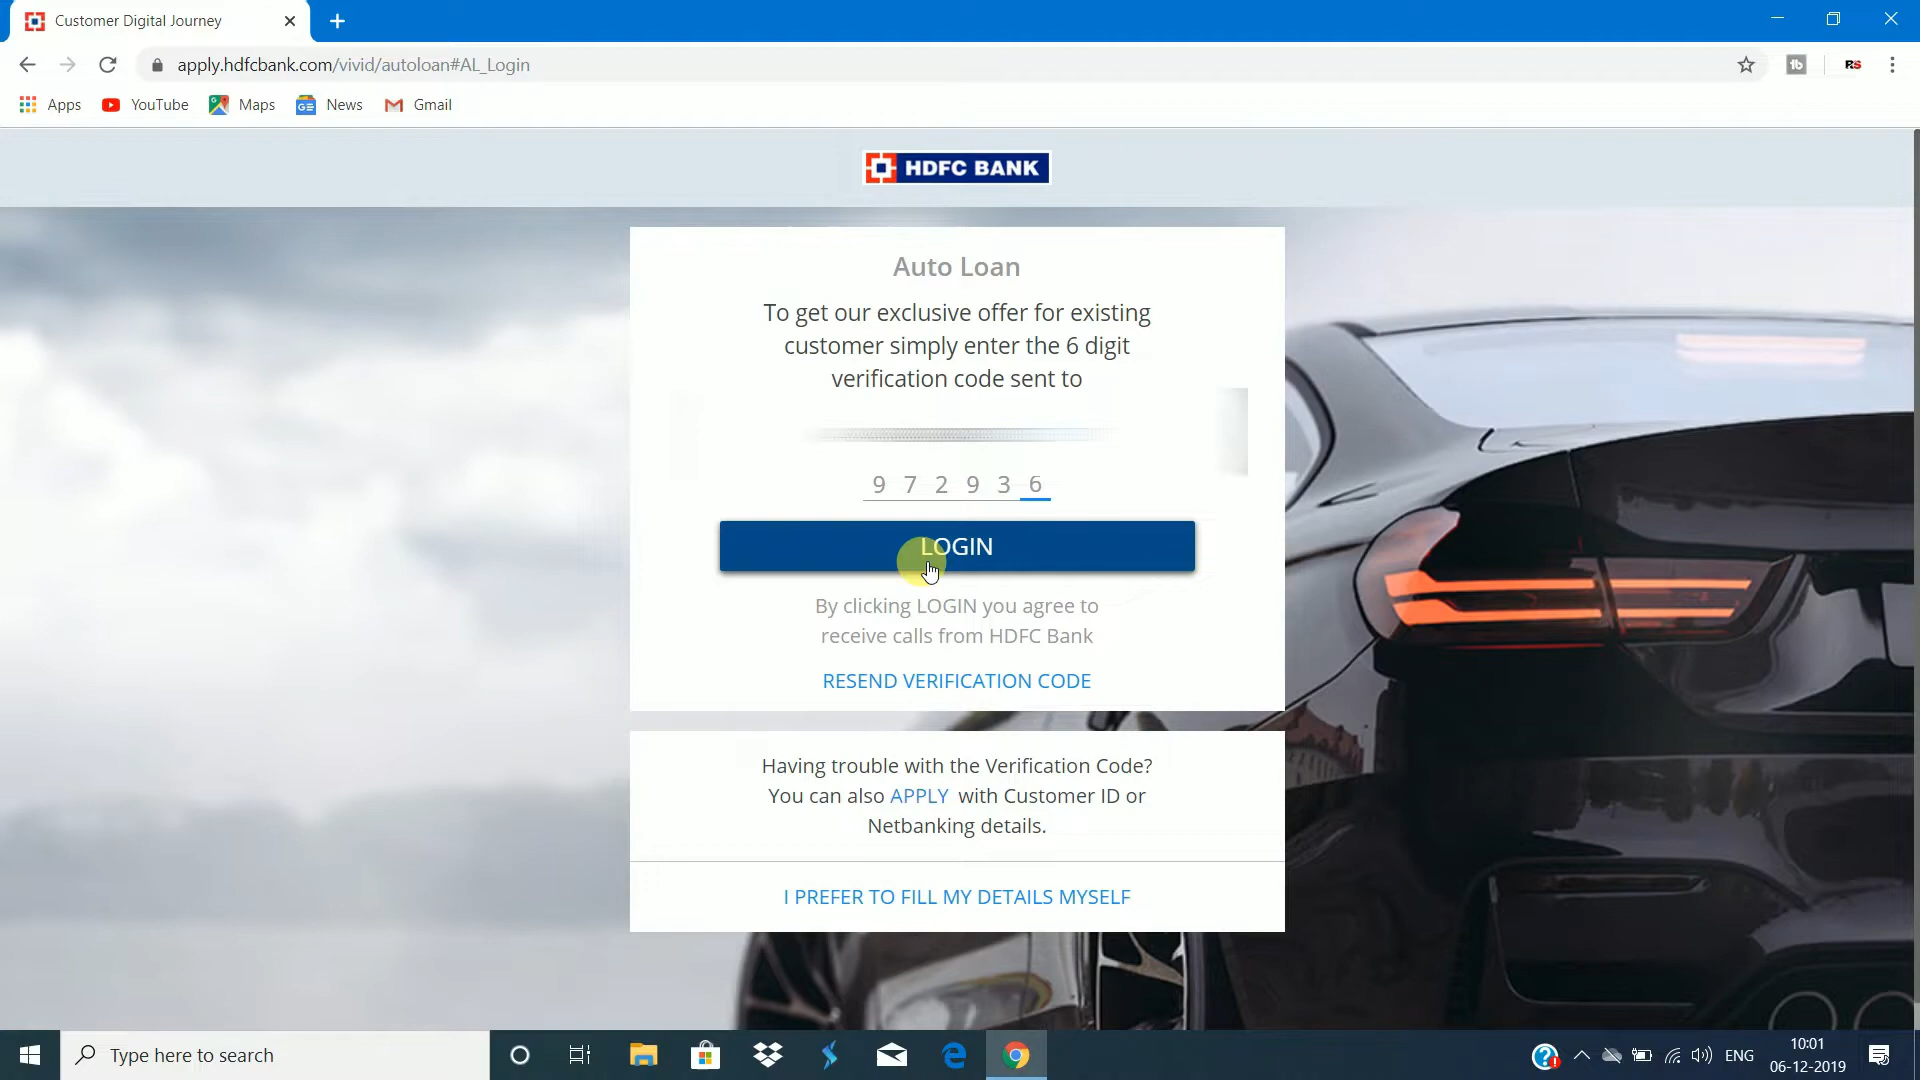 Customer Digital Journey
apply.hdfcbank.com/vivid/autoloan#AL_Login
Apps YouTube Maps News Gmail
HDFC BANK
Auto Loan
To get our exclusive offer for existing
customer simply enter the 6 digit
verification code sent to
9 7 2 9 3 6
LOGIN
By clicking LOGIN you agree to
receive calls from HDFC Bank
RESEND VERIFICATION CODE
Having trouble with the Verification Code?
You can also APPLY with Customer ID or
Netbanking details.
I PREFER TO FILL MY DETAILS MYSELF
Type here to search
ENG
10:01
06-12-2019